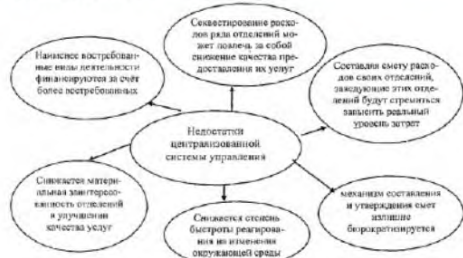 Секвестирование расхо-
дов ряда отделений мо-
жет повлечь за собой
снижение качества пре-
доставления их услуг
Наименее востребован-
ные виды деятельности
финансируются за счёт
более востребованных
Составляя смету расхо-
дов своих отделений,
заведующие этих отде-
лений будут стремиться
завысить реальный
уровень затрат
Недостатки
централизованной
системы управления
Снижается матери-
альная заинтересо-
ванность отделений
в улучшении
качества услуг
Снижается степень
быстроты реагирова-
ния на изменения
окружающей среды
механизм составления
и утверждения смет
излишне
бюрократизируется